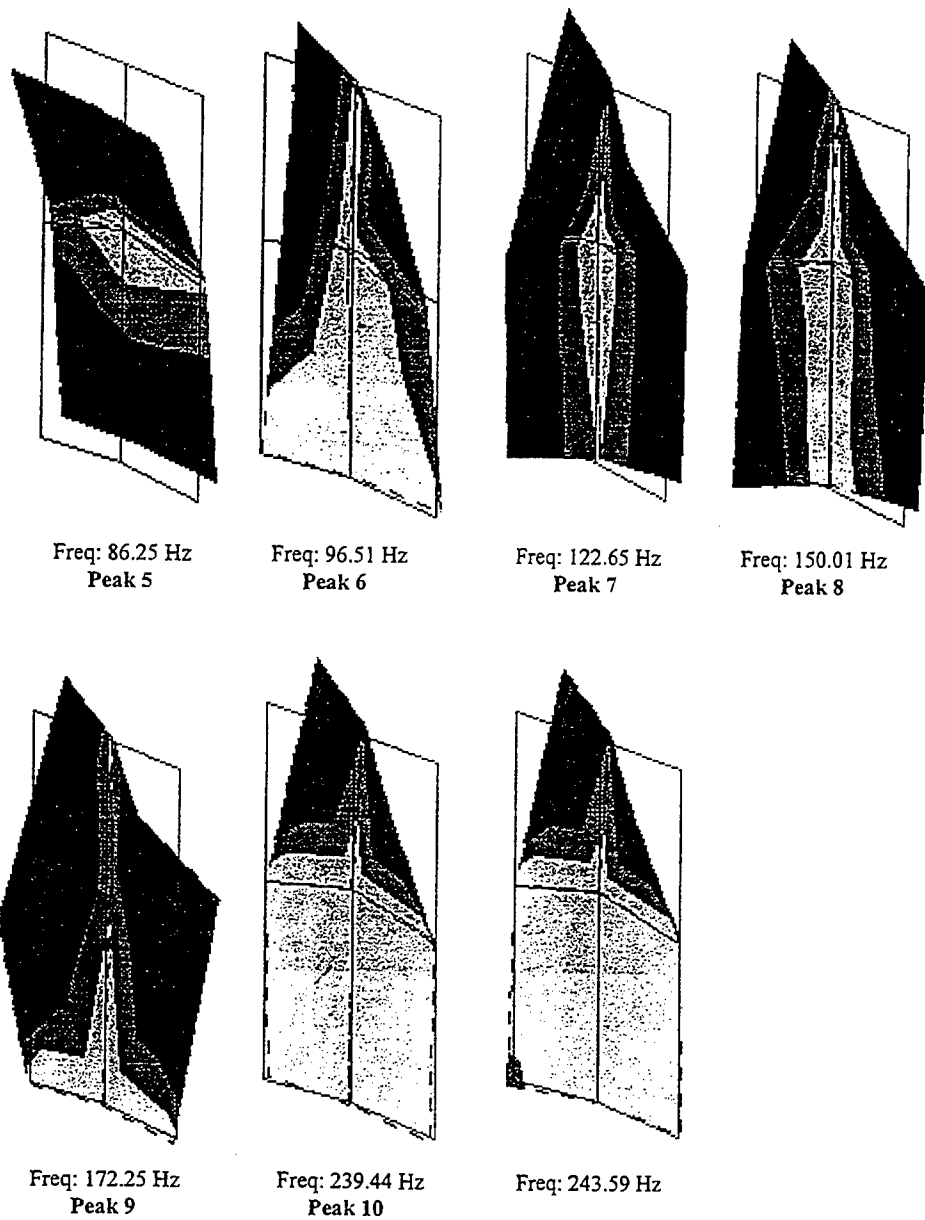 Freq: 86.25 Hz
Peak 5
Freq: 96.51 Hz
Peak 6
Freq: 122.65 Hz
Peak 7
Freq: 150.01 Hz
Peak 8
Freq: 172.25 Hz
Peak 9
Freq: 239.44 Hz
Peak 10
Freq: 243.59 Hz